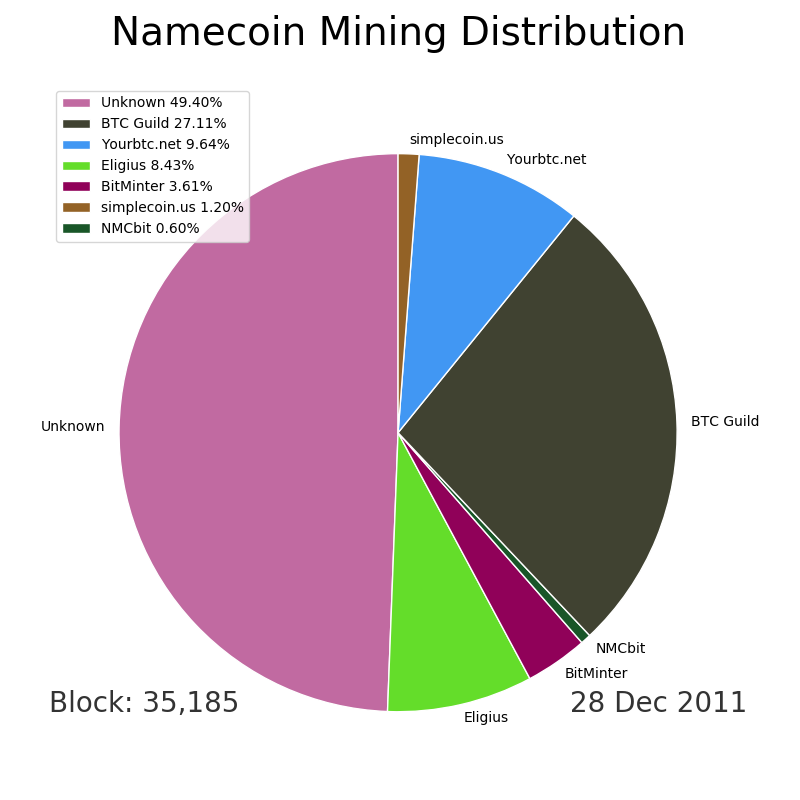 Namecoin Mining Distribution
Unknown 49.40%
BTC Guild 27.11%
Yourbtc.net 9.64%
Eligius 8.43%
BitMinter 3.61%
simplecoin.us 1.20%
NMCbit 0.60%
simplecoin.us
Yourbtc.net
BTC Guild
Unknown
NMCbit
BitMinter
Eligius
Block: 35,185
28 Dec 2011